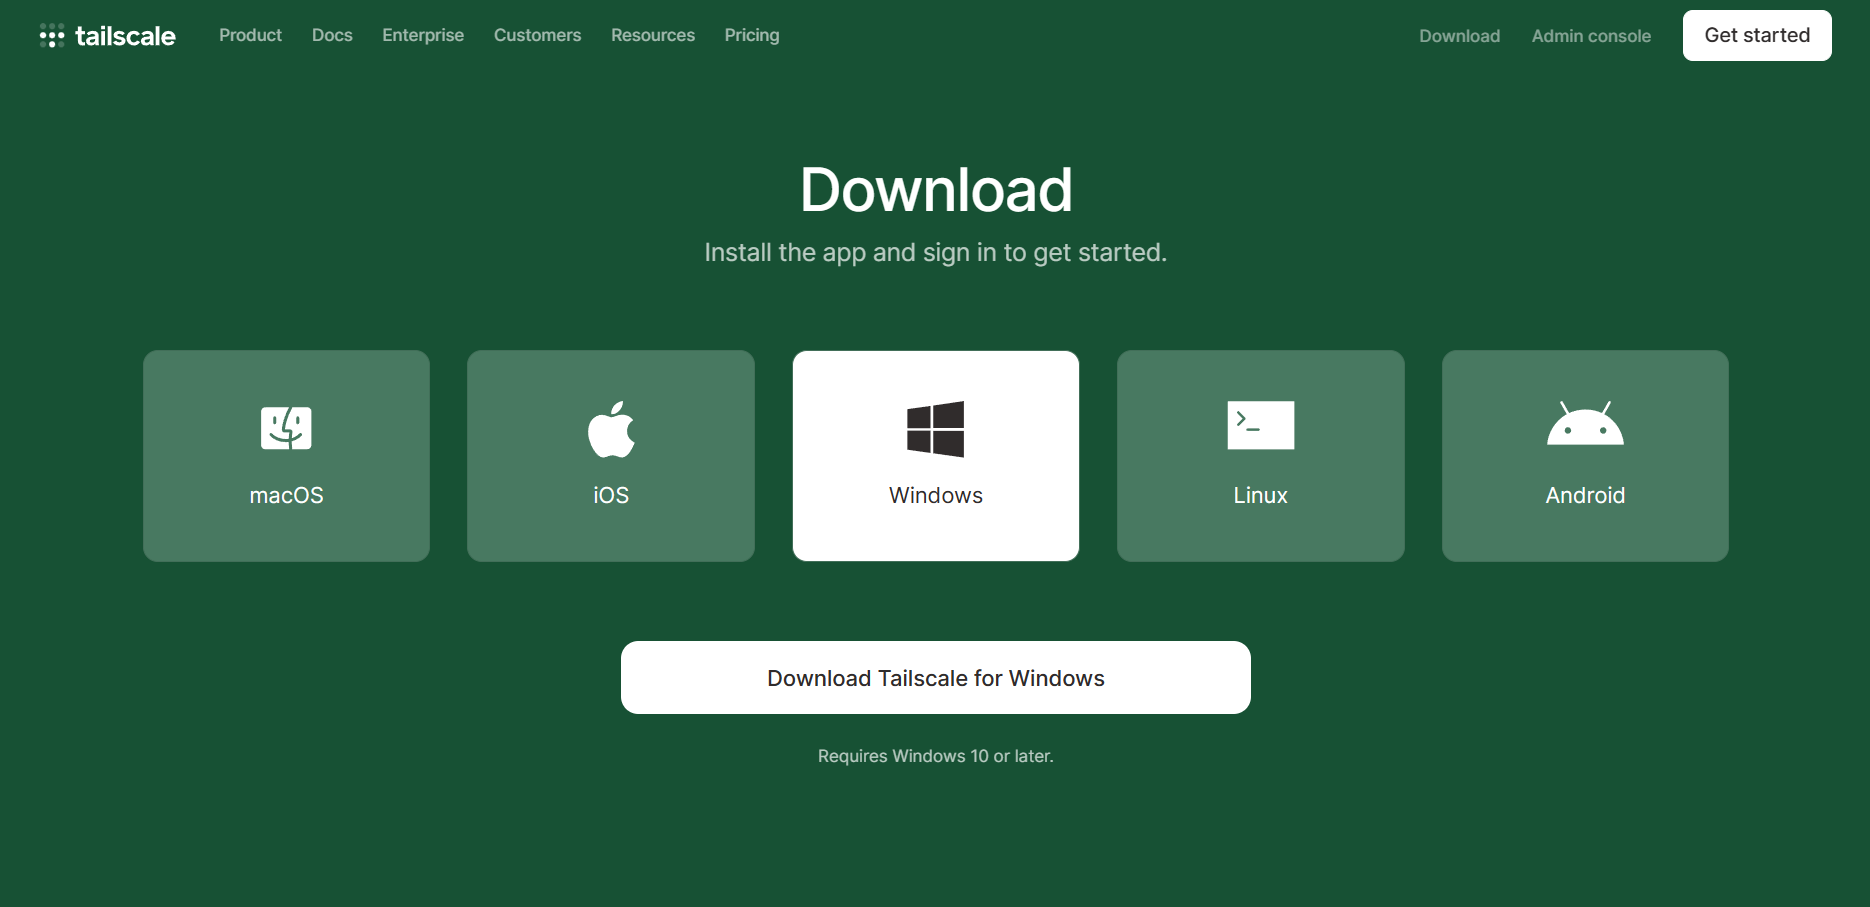 tailscale Product Docs Enterprise Customers Resources Pricing Download Admin console Get started
Download
Install the app and sign in to get started.
macOS iOS Windows Linux Android
Download Tailscale for Windows
Requires Windows 10 or later.